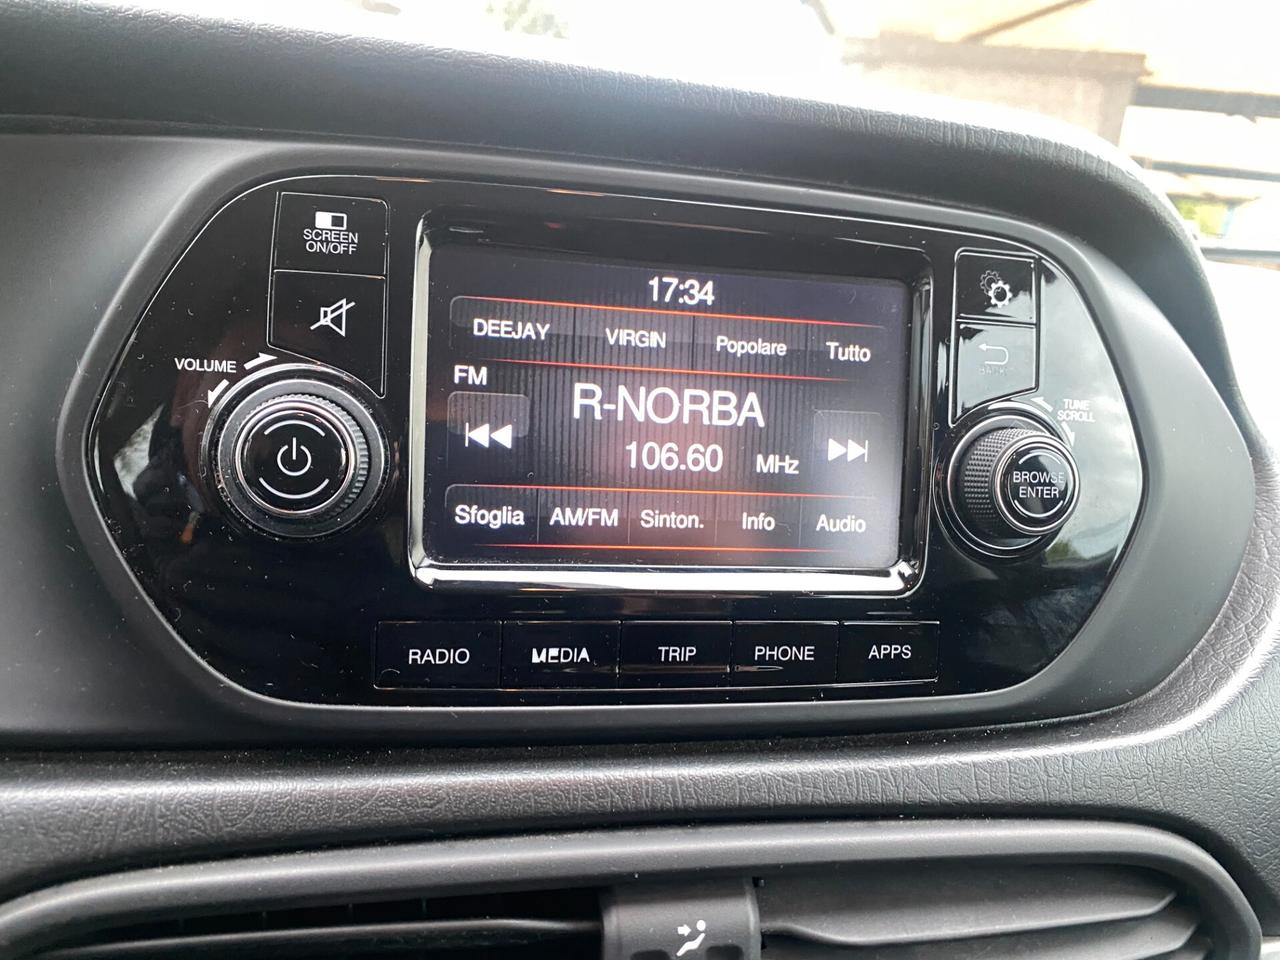 SCREEN
ON/OFF
VOLUME
17:34
DEEJAY VIRGIN Popolare Tutto
FM
R-NORBA
106.60 MHz
Sfoglia AM/FM Sinton. Info Audio
BACK
TUNE
SCROLL
BROWSE
ENTER
RADIO MEDIA TRIP PHONE APPS